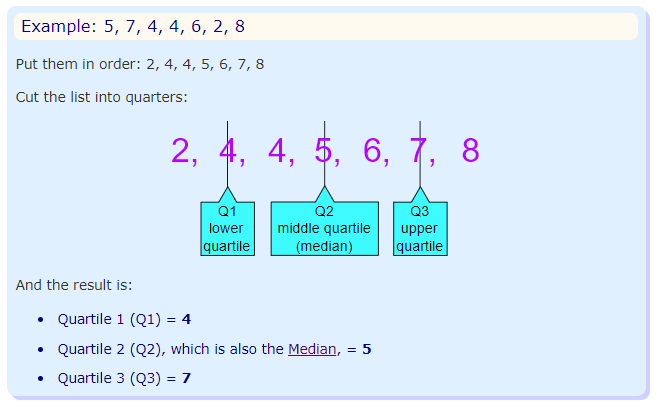 Example: 5, 7, 4, 4, 6, 2, 8
Put them in order: 2, 4, 4, 5, 6, 7, 8
Cut the list into quarters:
2, 4, 4, 5, 6, 7, 8
Q1 lower quartile
Q2 middle quartile (median)
Q3 upper quartile
And the result is:
• Quartile 1 (Q1) = 4
• Quartile 2 (Q2), which is also the Median, = 5
• Quartile 3 (Q3) = 7